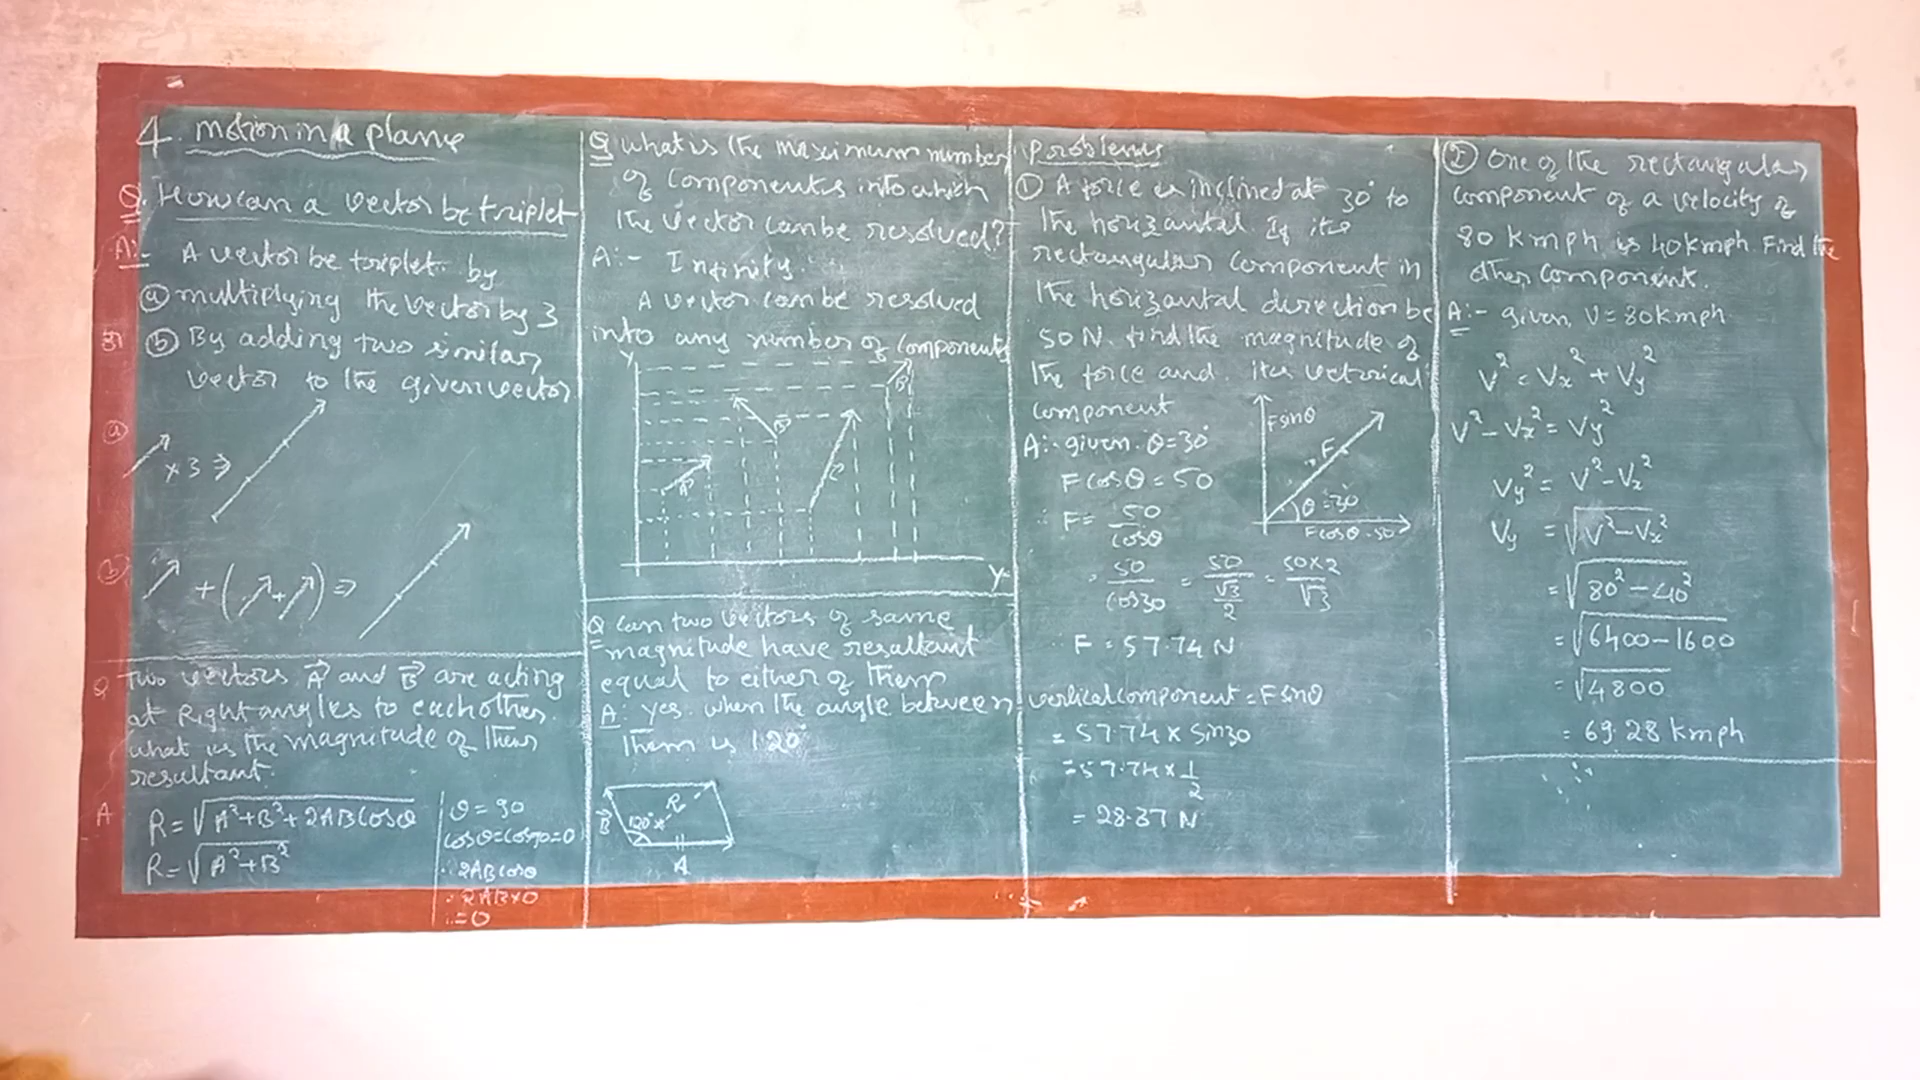 4. Motion in a plane
Q. How can a vector be triplet
A:- A vector be triplet by
ⓐ multiplying the vector by 3
3) ⓑ By adding two similar
vector to the given vector
ⓐ
×3 ⇒
ⓑ
+ ( + ) ⇒
Q Two vectors A⃗ and B⃗ are acting
at Right angles to each other.
what is the magnitude of their
resultant.
A R = √A²+B²+2ABCosθ
R = √A²+B²
θ = 90
cosθ = cos90 = 0
∴ 2ABcosθ
∴ 2AB×0
∴ = 0
Q what is the maximum number
of components into which
the vector can be resolved?
A:- Infinity.
A vector can be resolved
into any number of components
Y
A
B
C
D
Q can two vectors of same
magnitude have resultant
equal to either of them
A: yes. when the angle between
them is 120°
B⃗
120°
R
A
problems
① A force is inclined at 30° to
the horizantal If its
rectangular component in
the horizantal direction be
50 N. find the magnitude of
the force and. its vetorical
component
A:- given. θ=30°
F cosθ = 50
∴ F = 50/cosθ
= 50/cos30 = 50/(√3/2) = 50×2/√3
∴ F = 57.74 N
Fsinθ
F
θ=30
Fcosθ=50
vertical component = F sinθ
= 57.74 × Sin30
= 57.74 × 1/2
= 28.37 N
② One of the rectangular
component of a velocity of
80 Kmph is 40kmph. Find the
other component.
A:- given, V = 80kmph
V² = Vx² + Vy²
V² - Vx² = Vy²
Vy² = V² - Vx²
Vy = √V² - Vx²
= √80² - 40²
= √6400 - 1600
= √4800
= 69.28 kmph